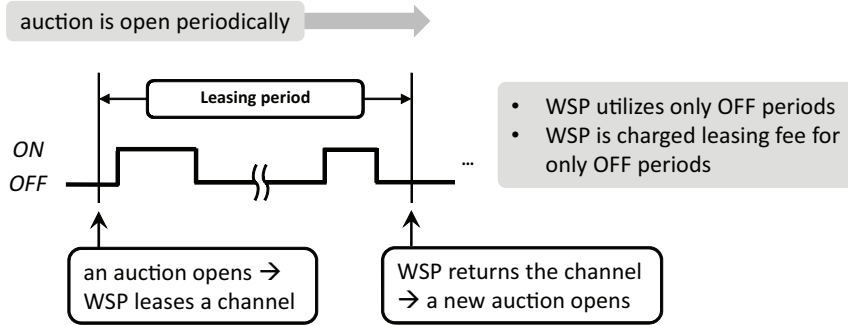 auction is open periodically
Leasing period
• WSP utilizes only OFF periods
• WSP is charged leasing fee for
only OFF periods
ON
OFF
...
an auction opens →
WSP leases a channel
WSP returns the channel
→ a new auction opens